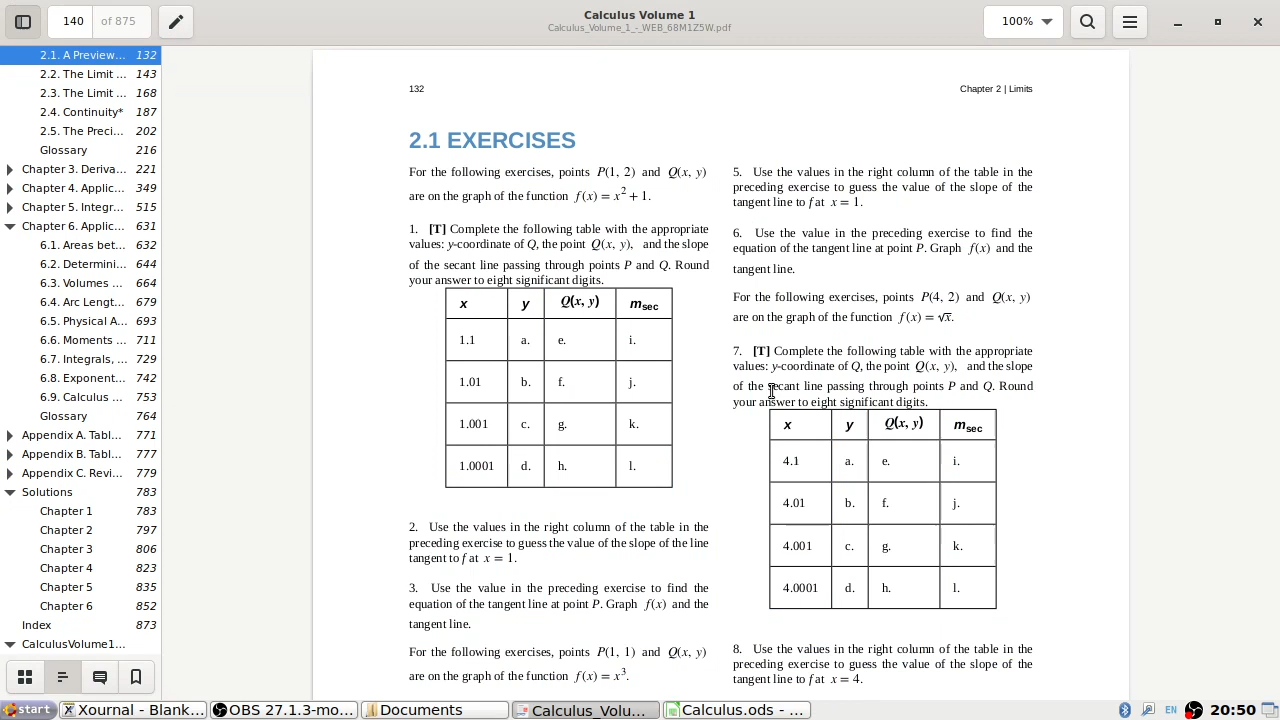 140 of 875
Calculus Volume 1
Calculus_Volume_1_-_WEB_68M1Z5W.pdf
100%
2.1. A Preview... 132
2.2. The Limit ... 143
2.3. The Limit ... 168
2.4. Continuity* 187
2.5. The Preci... 202
Glossary 216
Chapter 3. Deriva... 221
Chapter 4. Applic... 349
Chapter 5. Integr... 515
Chapter 6. Applic... 631
6.1. Areas bet... 632
6.2. Determini... 644
6.3. Volumes ... 664
6.4. Arc Lengt... 679
6.5. Physical A... 693
6.6. Moments ... 711
6.7. Integrals, ... 729
6.8. Exponent... 742
6.9. Calculus ... 753
Glossary 764
Appendix A. Tabl... 771
Appendix B. Tabl... 777
Appendix C. Revi... 779
Solutions 783
Chapter 1 783
Chapter 2 797
Chapter 3 806
Chapter 4 823
Chapter 5 835
Chapter 6 852
Index 873
CalculusVolume1...
132 Chapter 2 | Limits
2.1 EXERCISES
For the following exercises, points P(1, 2) and Q(x, y)
are on the graph of the function f(x) = x² + 1.
1. [T] Complete the following table with the appropriate
values: y-coordinate of Q, the point Q(x, y), and the slope
of the secant line passing through points P and Q. Round
your answer to eight significant digits.
x y Q(x, y) msec
1.1 a. e. i.
1.01 b. f. j.
1.001 c. g. k.
1.0001 d. h. l.
2. Use the values in the right column of the table in the
preceding exercise to guess the value of the slope of the line
tangent to f at x = 1.
3. Use the value in the preceding exercise to find the
equation of the tangent line at point P. Graph f(x) and the
tangent line.
For the following exercises, points P(1, 1) and Q(x, y)
are on the graph of the function f(x) = x³.
5. Use the values in the right column of the table in the
preceding exercise to guess the value of the slope of the
tangent line to f at x = 1.
6. Use the value in the preceding exercise to find the
equation of the tangent line at point P. Graph f(x) and the
tangent line.
For the following exercises, points P(4, 2) and Q(x, y)
are on the graph of the function f(x) = √x.
7. [T] Complete the following table with the appropriate
values: y-coordinate of Q, the point Q(x, y), and the slope
of the secant line passing through points P and Q. Round
your answer to eight significant digits.
x y Q(x, y) msec
4.1 a. e. i.
4.01 b. f. j.
4.001 c. g. k.
4.0001 d. h. l.
8. Use the values in the right column of the table in the
preceding exercise to guess the value of the slope of the
tangent line to f at x = 4.
start Xournal - Blank... OBS 27.1.3-mo... Documents Calculus_Volu... Calculus.ods - ... EN 20:50